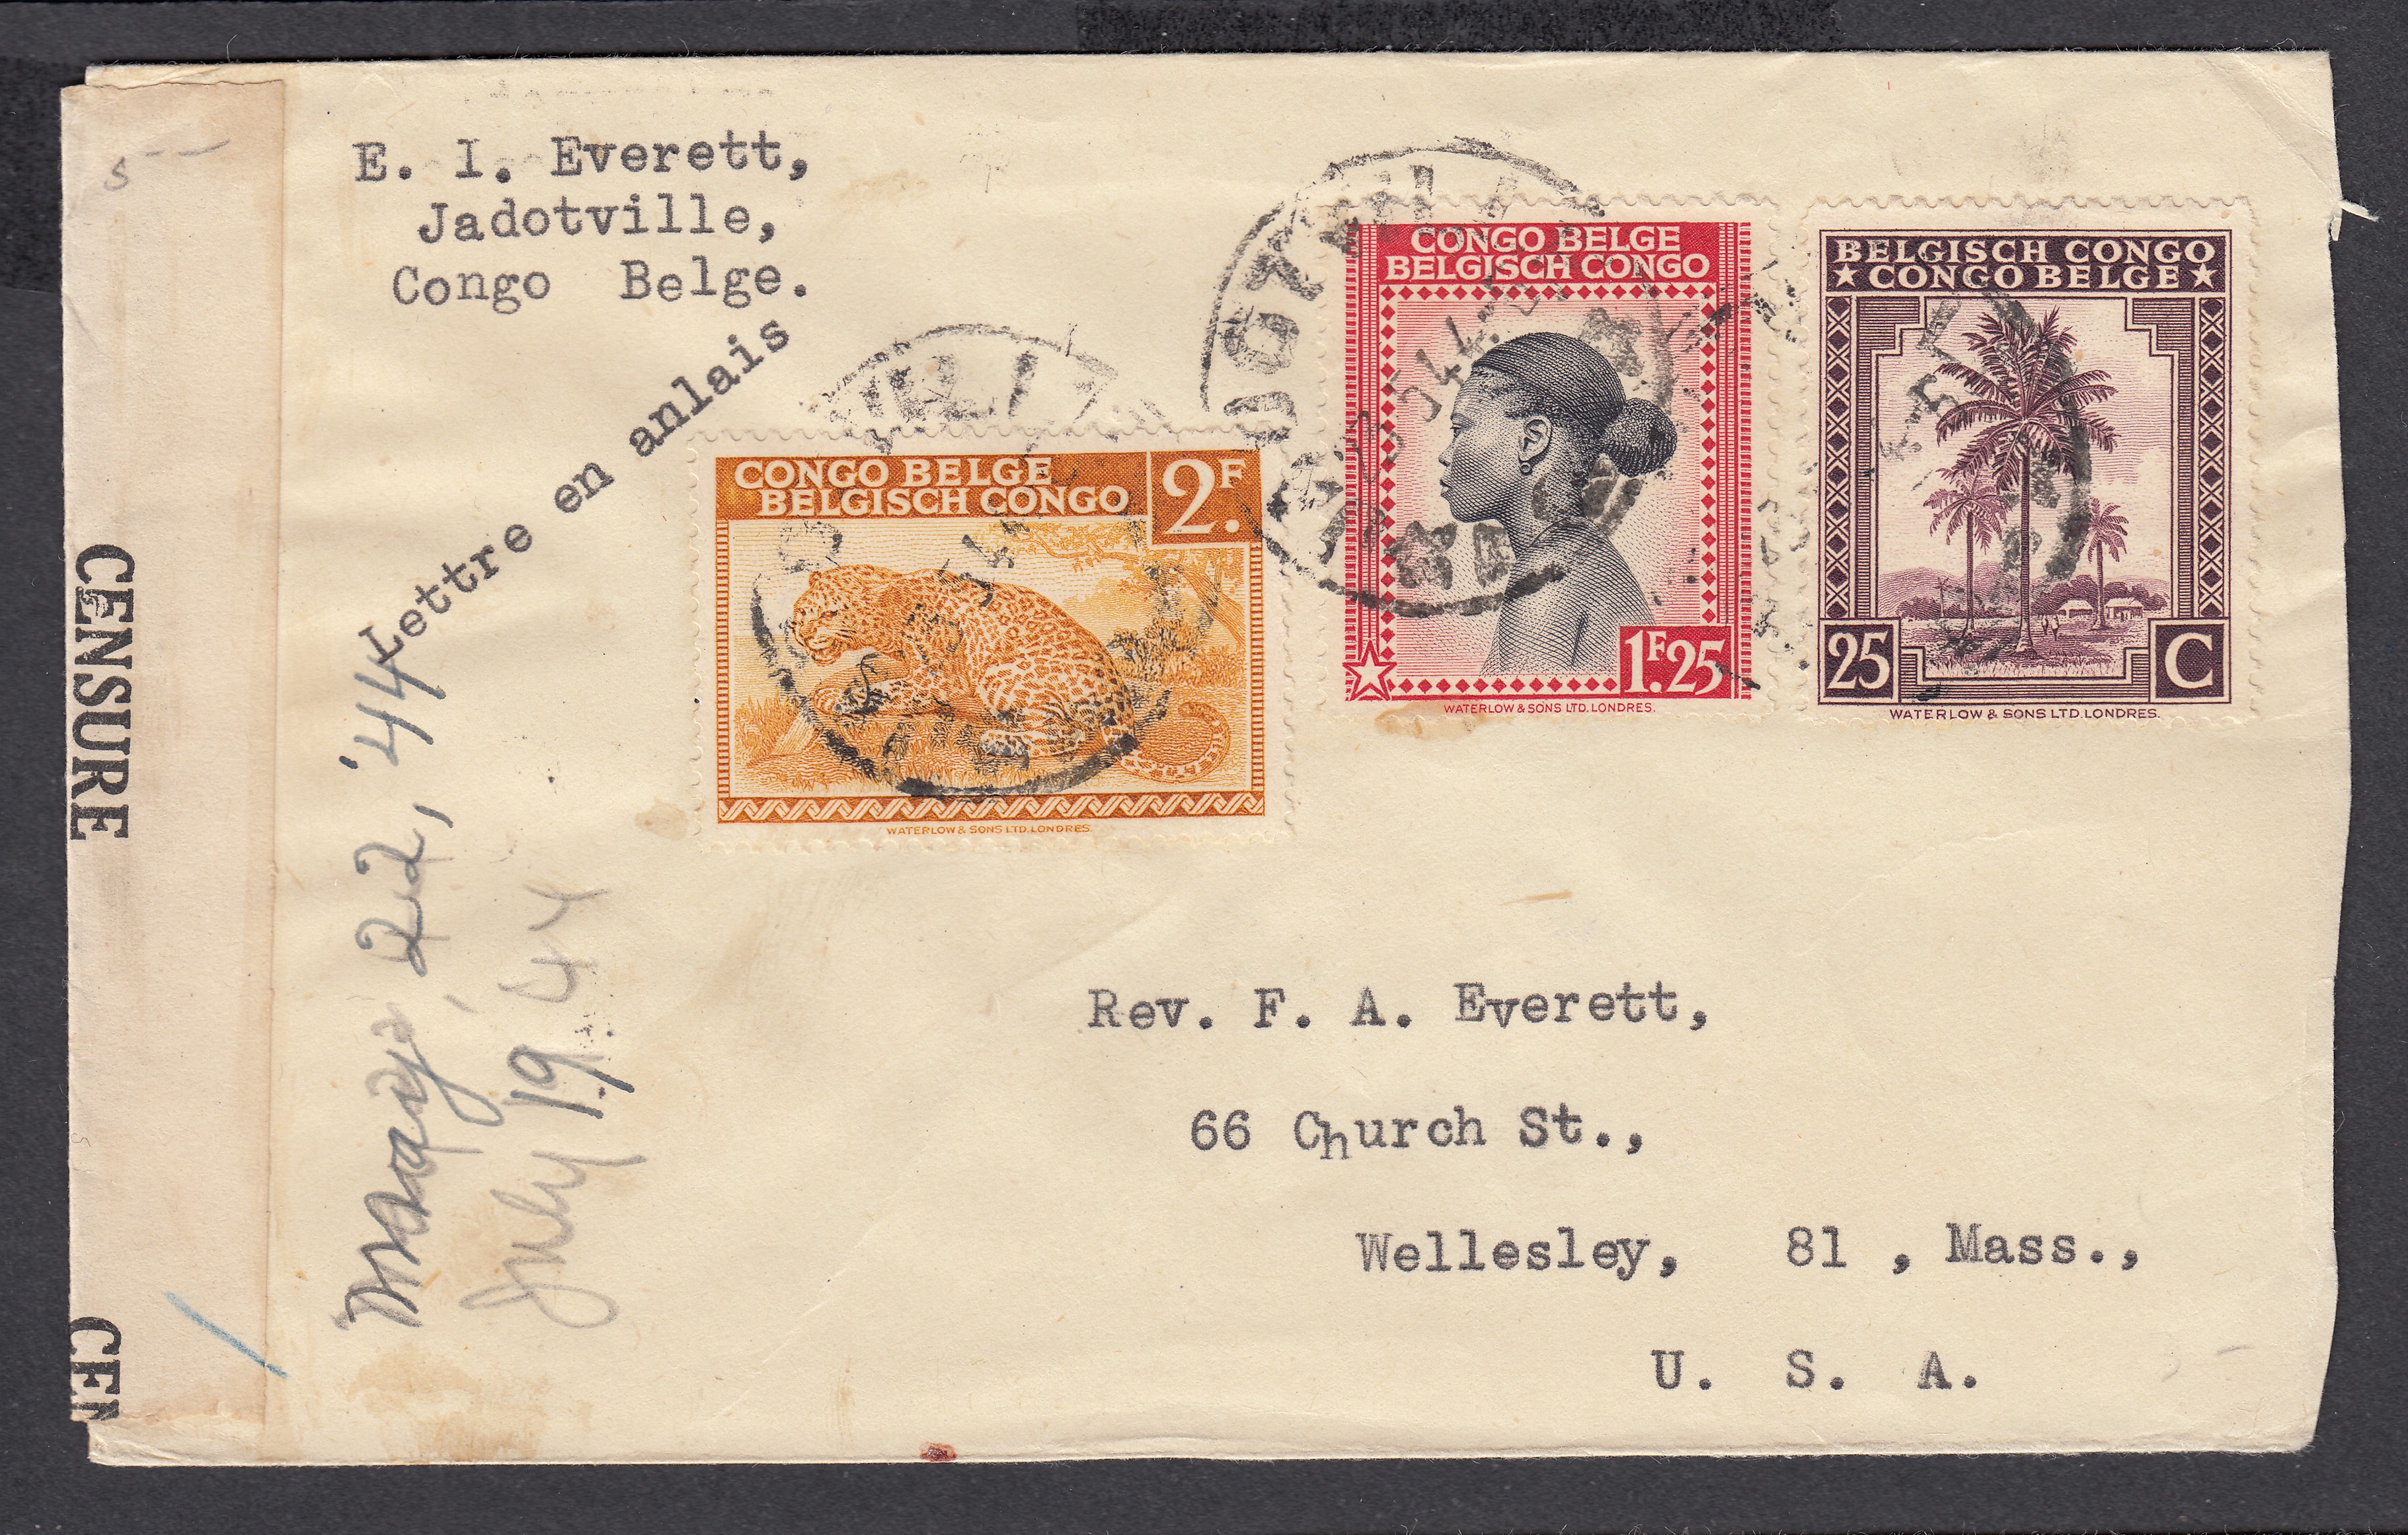 E. I. Everett,
Jadotville,
Congo Belge.
Lettre en anlais
CENSURE
CEN
May, 22, '44
July 19. 44
CONGO BELGE
BELGISCH CONGO
2F.
WATERLOW & SONS LTD. LONDRES.
CONGO BELGE
BELGISCH CONGO
1F.25
WATERLOW & SONS LTD. LONDRES.
BELGISCH CONGO
CONGO BELGE
25 C
WATERLOW & SONS LTD. LONDRES.
Rev. F. A. Everett,
66 Church St.,
Wellesley, 81 , Mass.,
U. S. A.